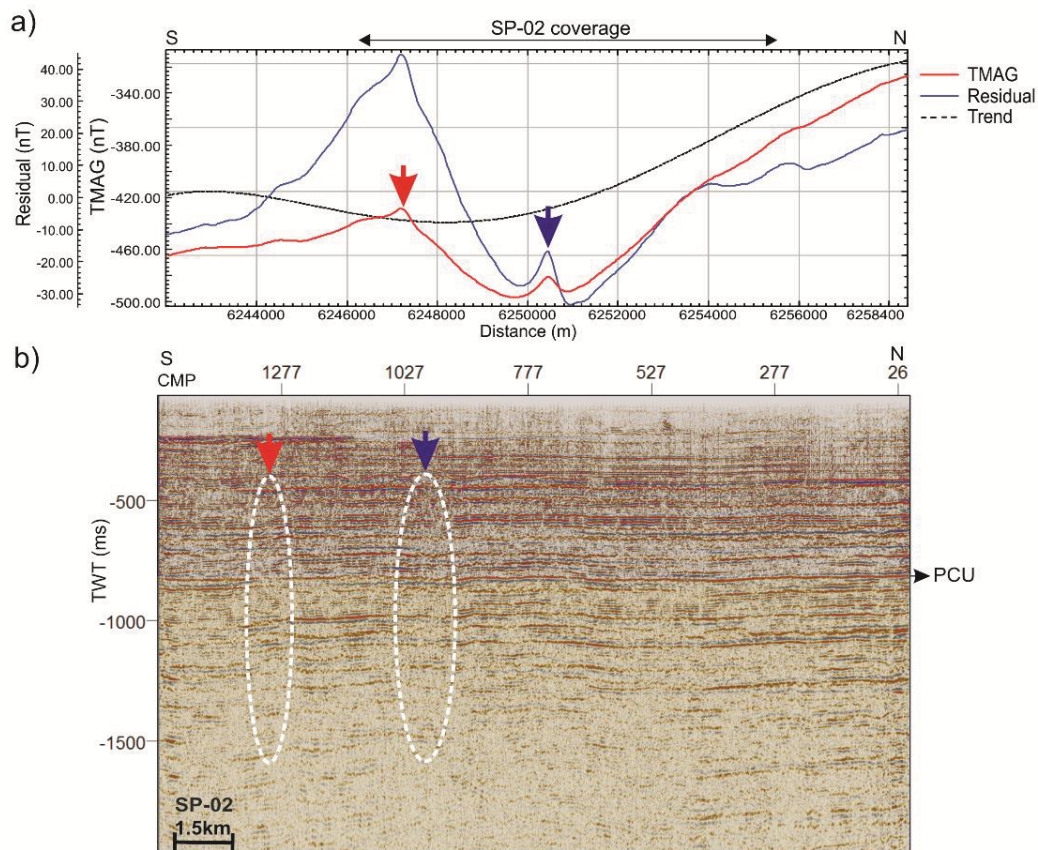 a)
SP-02 coverage
S
N
Residual (nT)
40.00
30.00
20.00
10.00
0.00
-10.00
-20.00
-30.00
TMAG (nT)
-340.00
-380.00
-420.00
-460.00
-500.00
TMAG
Residual
Trend
6244000 6246000 6248000 6250000 6252000 6254000 6256000 6258400
Distance (m)
b)
S
N
CMP
1277 1027 777 527 277 26
TWT (ms)
-500
-1000
-1500
PCU
SP-02
1.5km